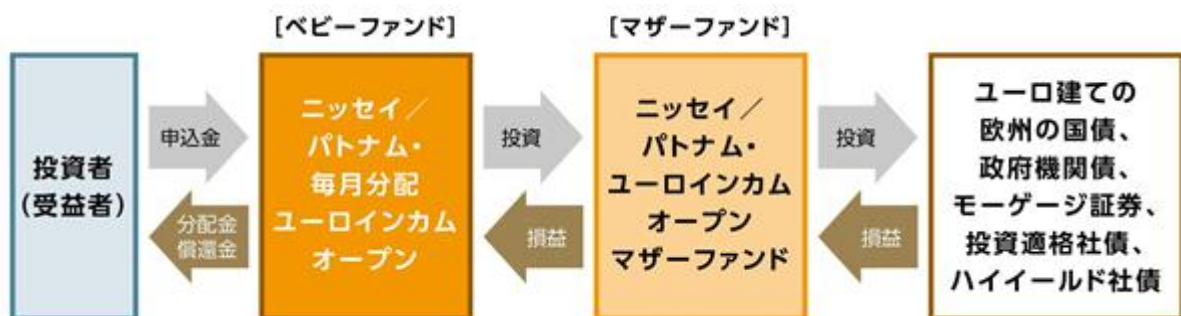 [ベビーファンド]
[マザーファンド]
投資者
(受益者)
申込金
分配金
償還金
ニッセイ／
パトナム・
毎月分配
ユーロインカム
オープン
投資
損益
ニッセイ／
パトナム・
ユーロインカム
オープン
マザーファンド
投資
損益
ユーロ建ての
欧州の国債、
政府機関債、
モーゲージ証券、
投資適格社債、
ハイイールド社債